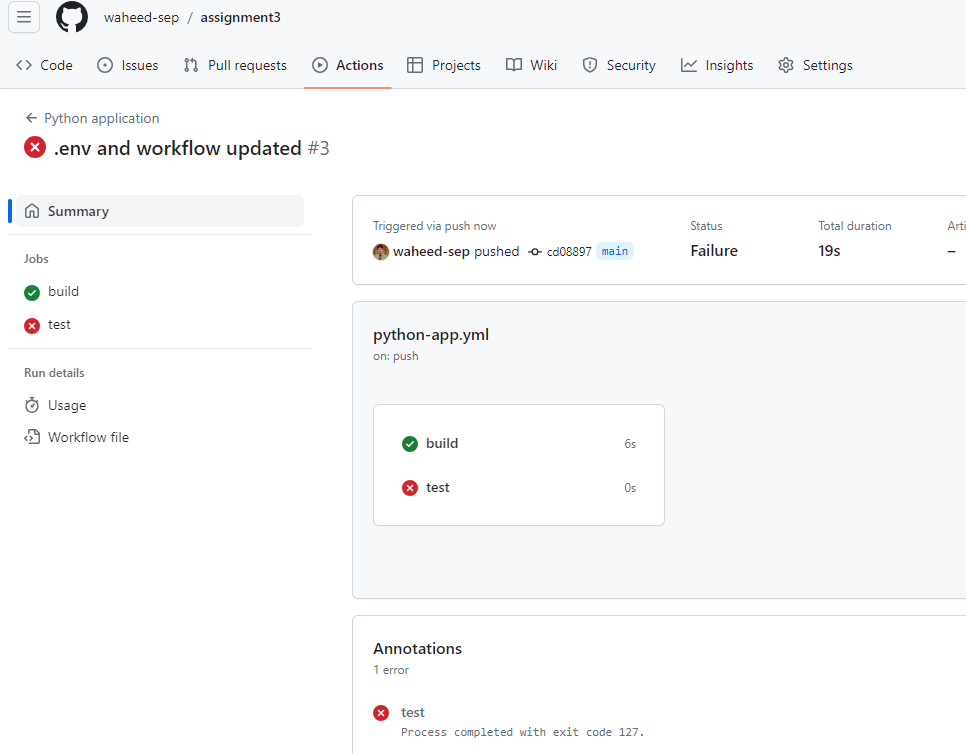 waheed-sep / assignment3
Code Issues Pull requests Actions Projects Wiki Security Insights Settings
Python application
.env and workflow updated #3
Summary
Jobs
build
test
Run details
Usage
Workflow file
Triggered via push now
waheed-sep pushed cd08897 main
Status
Failure
Total duration
19s
Arti
–
python-app.yml
on: push
build 6s
test 0s
Annotations
1 error
test
Process completed with exit code 127.